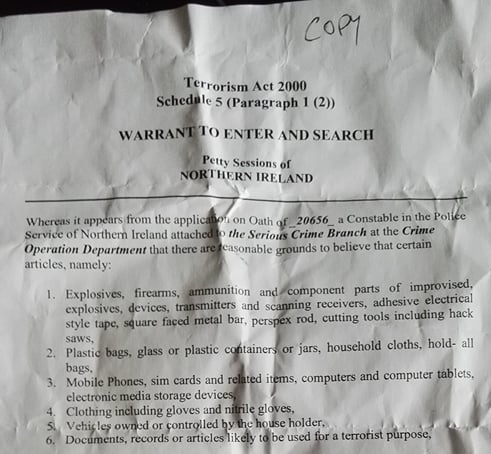 COPY
Terrorism Act 2000
Schedule 5 (Paragraph 1 (2))
WARRANT TO ENTER AND SEARCH
Petty Sessions of
NORTHERN IRELAND
Whereas it appears from the application on Oath of _20656_ a Constable in the Police
Service of Northern Ireland attached to the Serious Crime Branch at the Crime
Operation Department that there are reasonable grounds to believe that certain
articles, namely:
1. Explosives, firearms, ammunition and component parts of improvised,
explosives, devices, transmitters and scanning receivers, adhesive electrical
style tape, square faced metal bar, perspex rod, cutting tools including hack
saws,
2. Plastic bags, glass or plastic containers or jars, household cloths, hold- all
bags,
3. Mobile Phones, sim cards and related items, computers and computer tablets,
electronic media storage devices,
4. Clothing including gloves and nitrile gloves,
5. Vehicles owned or controlled by the house holder,
6. Documents, records or articles likely to be used for a terrorist purpose,